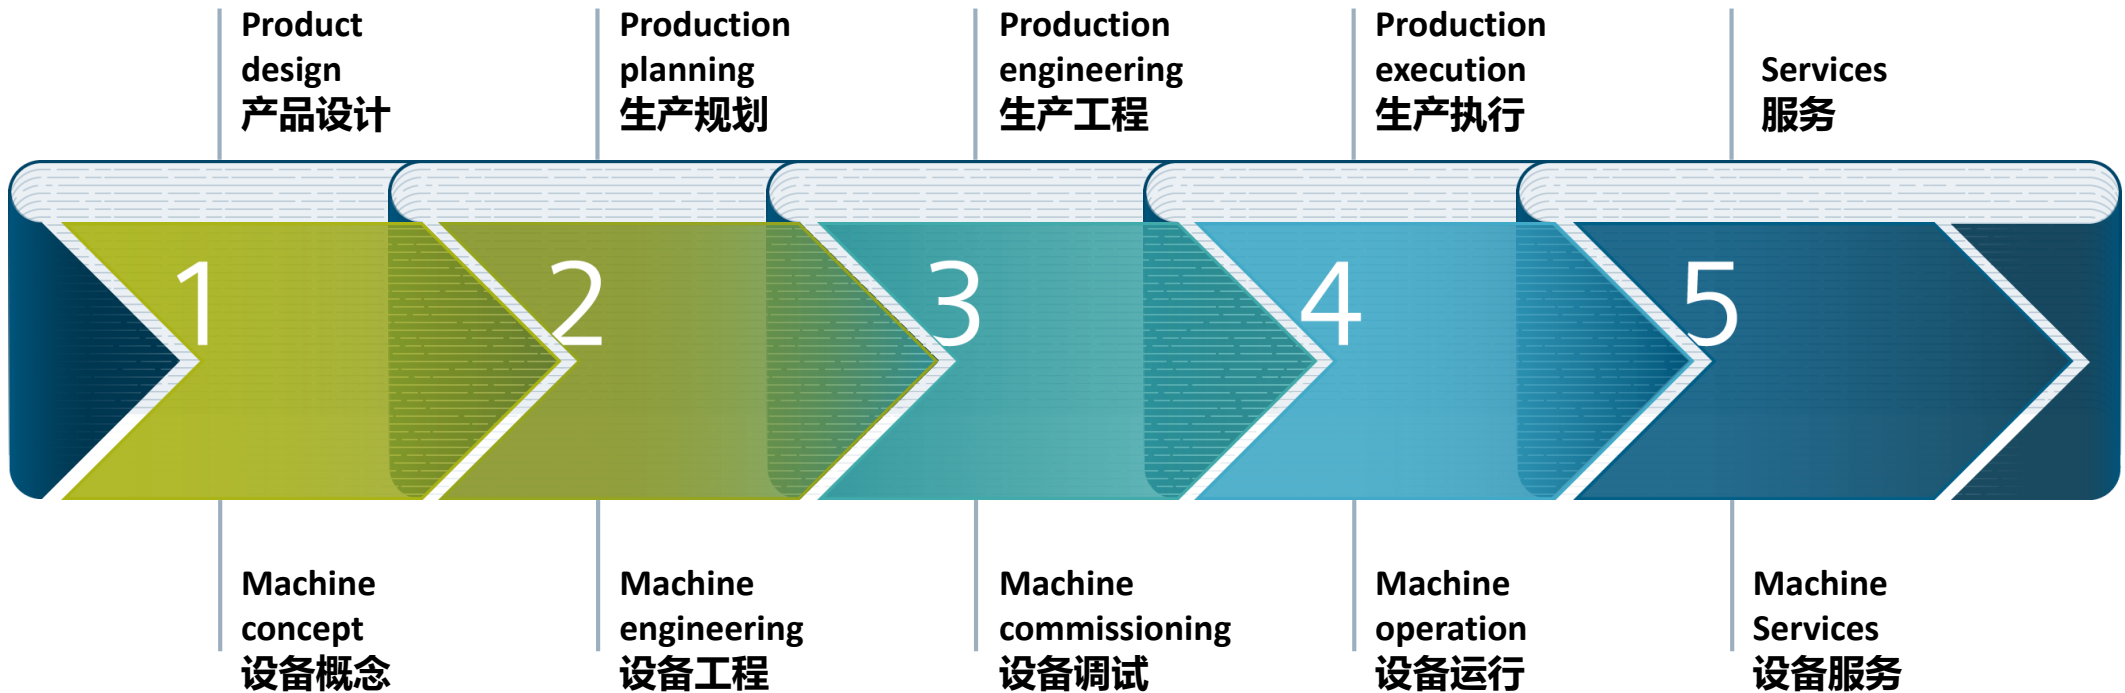 Product
design
产品设计
Production
planning
生产规划
Production
engineering
生产工程
Production
execution
生产执行
Services
服务
1
2
3
4
5
Machine
concept
设备概念
Machine
engineering
设备工程
Machine
commissioning
设备调试
Machine
operation
设备运行
Machine
Services
设备服务